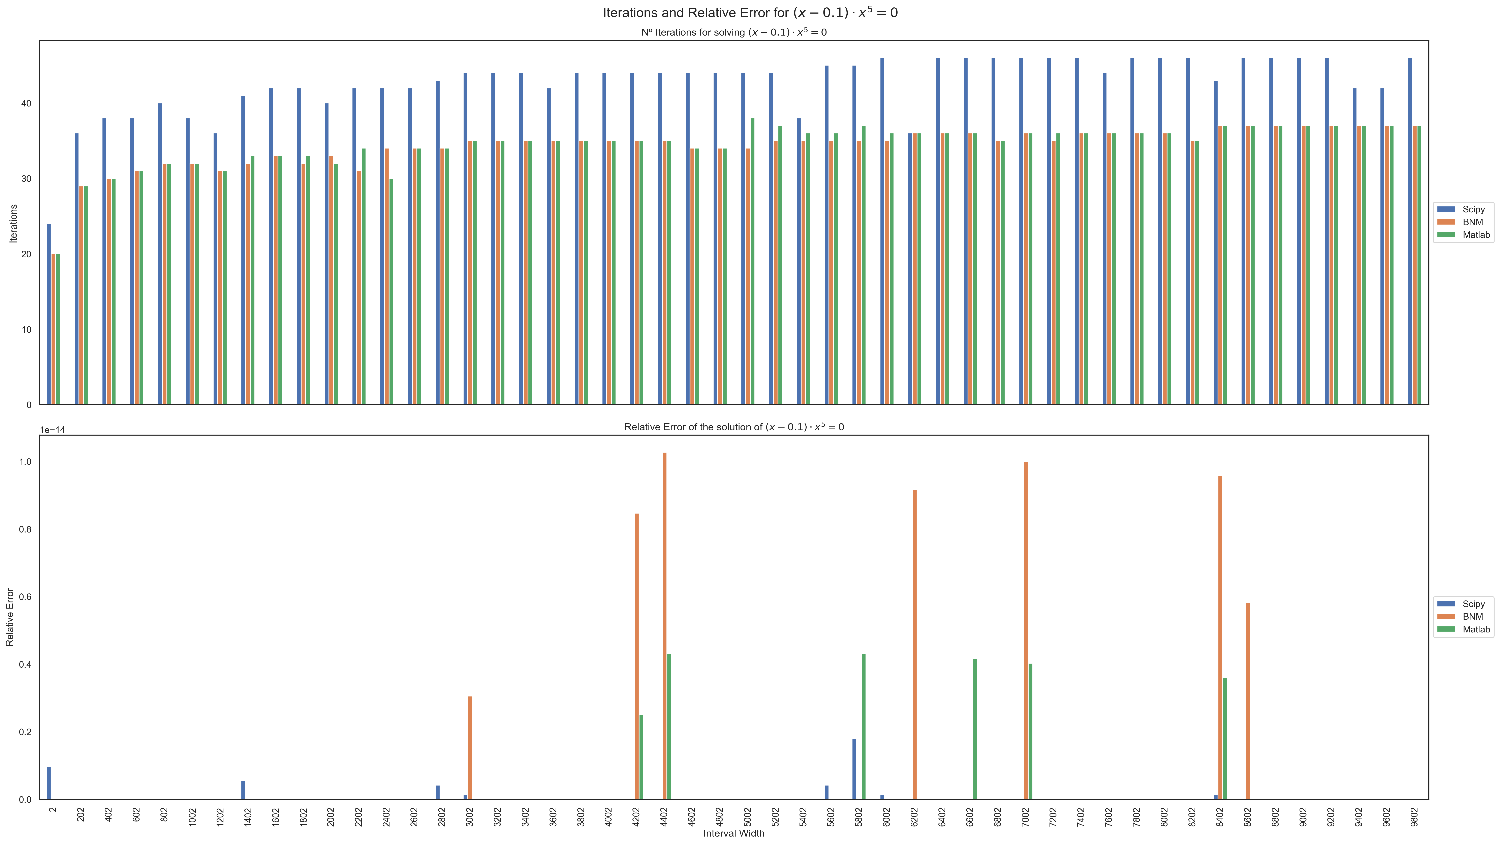 Iterations and Relative Error for (x − 0.1) · x⁵ = 0
Nº Iterations for solving (x − 0.1) · x⁵ = 0
40
30
20
10
0
Iterations
Scipy
BNM
Matlab
Relative Error of the solution of (x − 0.1) · x⁵ = 0
1e−14
1.0
0.8
0.6
0.4
0.2
0.0
Relative Error
Scipy
BNM
Matlab
2 202 402 602 802 1002 1202 1402 1602 1802 2002 2202 2402 2602 2802 3002 3202 3402 3602 3802 4002 4202 4402 4602 4802 5002 5202 5402 5602 5802 6002 6202 6402 6602 6802 7002 7202 7402 7602 7802 8002 8202 8402 8602 8802 9002 9202 9402 9602 9802
Interval Width